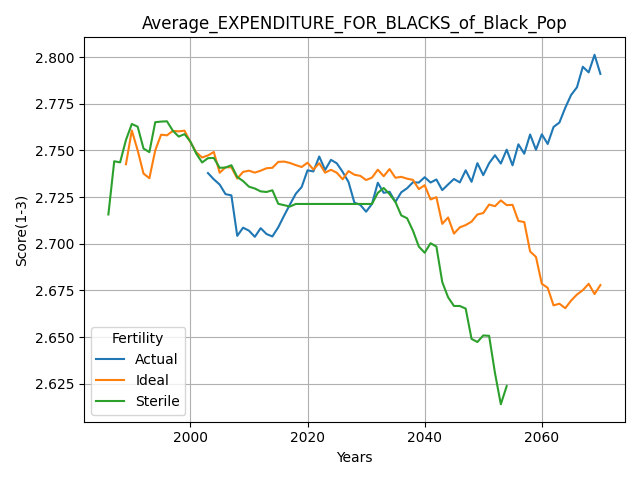 Average_EXPENDITURE_FOR_BLACKS_of_Black_Pop
2.800
2.775
2.750
2.725
2.700
2.675
2.650
2.625
Score(1-3)
Fertility
Actual
Ideal
Sterile
2000
2020
2040
2060
Years